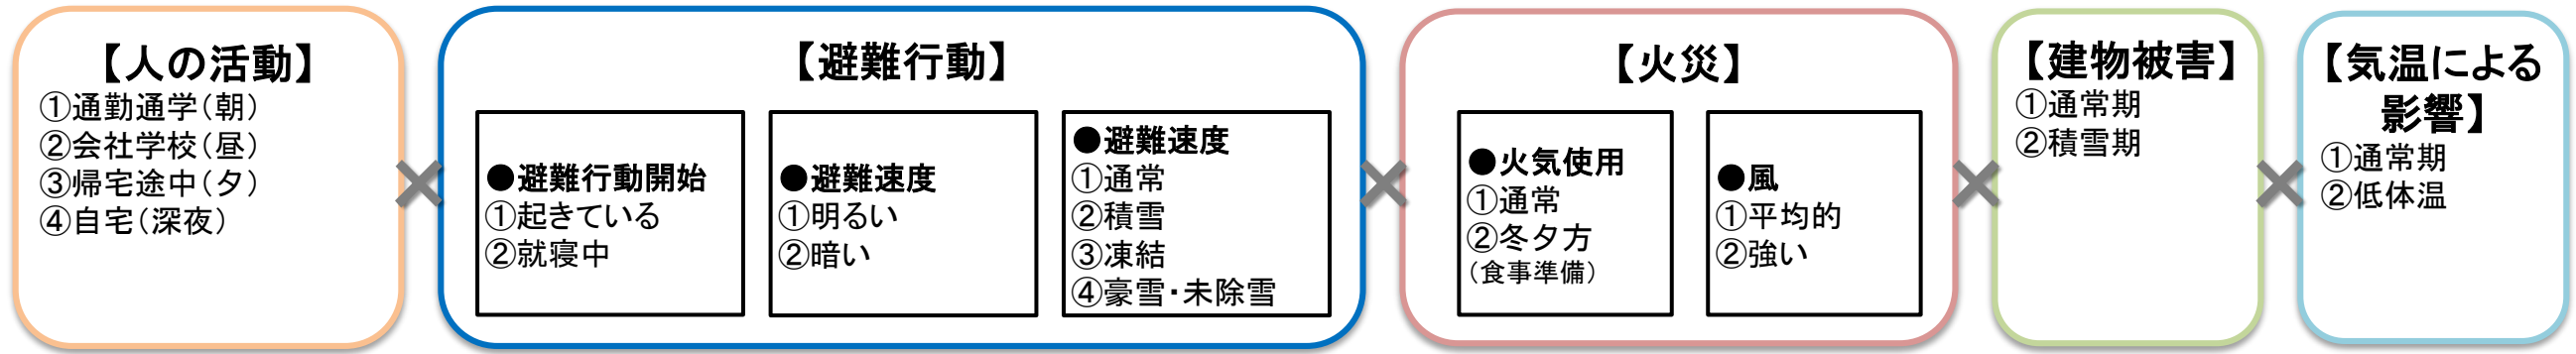 【人の活動】
①通勤通学(朝)
②会社学校(昼)
③帰宅途中(夕)
④自宅(深夜)
×
【避難行動】
●避難行動開始
①起きている
②就寝中
●避難速度
①明るい
②暗い
●避難速度
①通常
②積雪
③凍結
④豪雪・未除雪
×
【火災】
●火気使用
①通常
②冬夕方
(食事準備)
●風
①平均的
②強い
×
【建物被害】
①通常期
②積雪期
×
【気温による
影響】
①通常期
②低体温